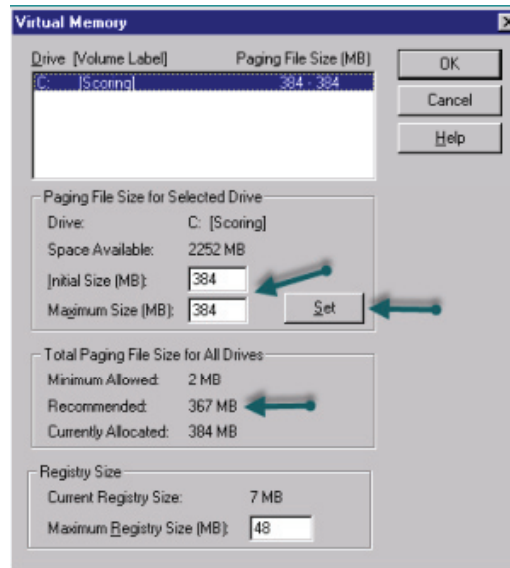 Virtual Memory
Drive [Volume Label] Paging File Size (MB)
C: [Scoring] 384 - 384
OK
Cancel
Help
Paging File Size for Selected Drive
Drive: C: [Scoring]
Space Available: 2252 MB
Initial Size (MB): 384
Maximum Size (MB): 384
Set
Total Paging File Size for All Drives
Minimum Allowed: 2 MB
Recommended: 367 MB
Currently Allocated: 384 MB
Registry Size
Current Registry Size: 7 MB
Maximum Registry Size (MB): 48